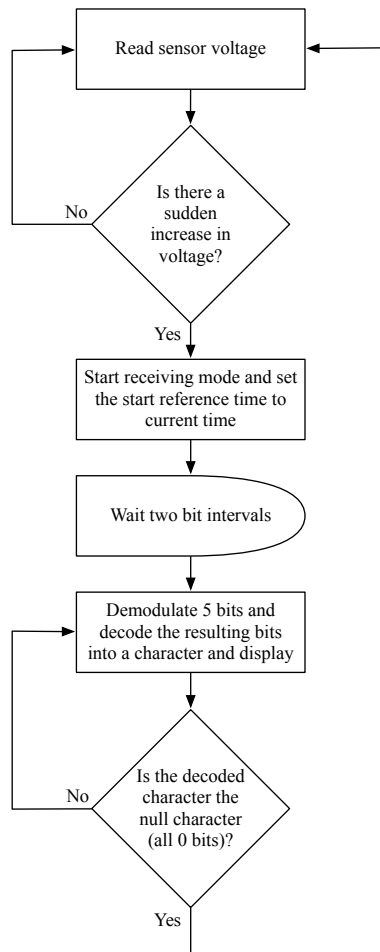 Read sensor voltage
Is there a
sudden
increase in
voltage?
No
Yes
Start receiving mode and set
the start reference time to
current time
Wait two bit intervals
Demodulate 5 bits and
decode the resulting bits
into a character and display
Is the decoded
character the
null character
(all 0 bits)?
No
Yes